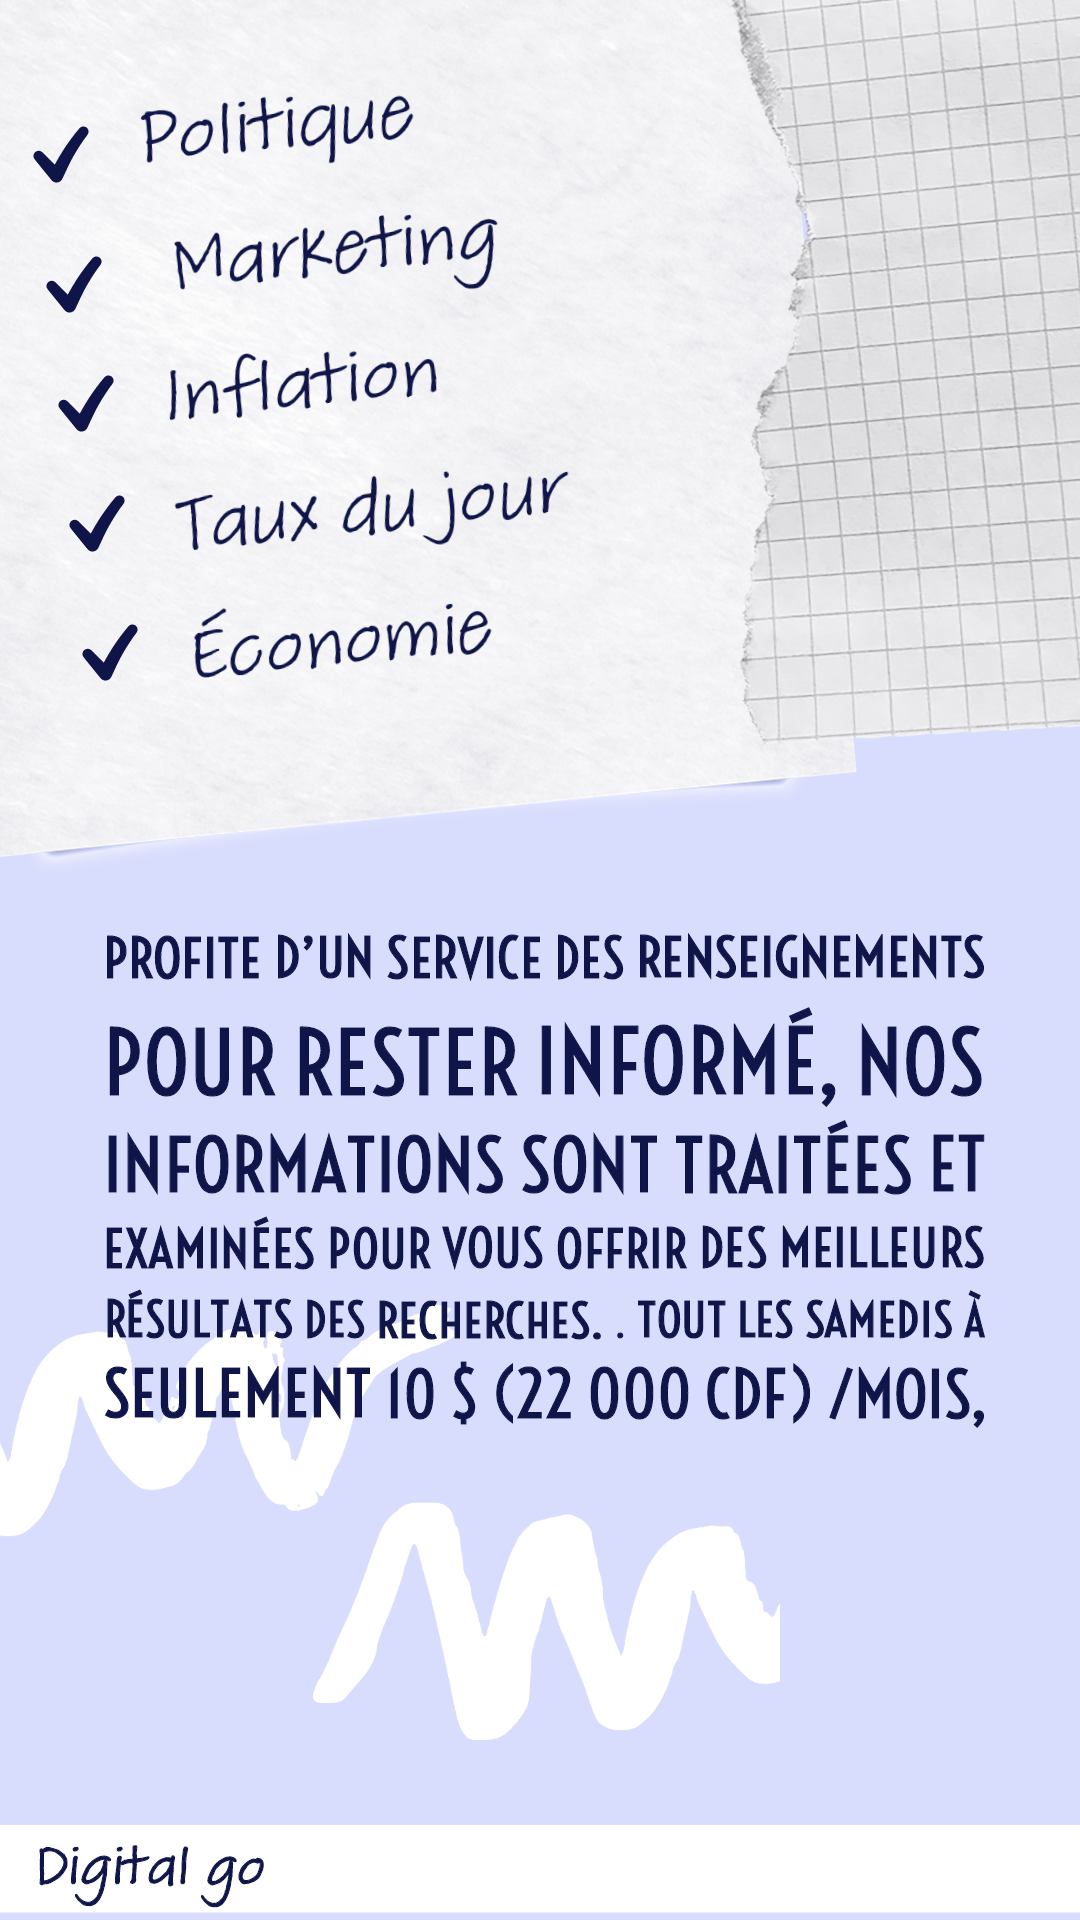 Politique
Marketing
Inflation
Taux du jour
Économie
PROFITE D'UN SERVICE DES RENSEIGNEMENTS
POUR RESTER INFORMÉ, NOS
INFORMATIONS SONT TRAITÉES ET
EXAMINÉES POUR VOUS OFFRIR DES MEILLEURS
RÉSULTATS DES RECHERCHES. . TOUT LES SAMEDIS À
SEULEMENT 10 $ (22 000 CDF) /MOIS,
Digital go